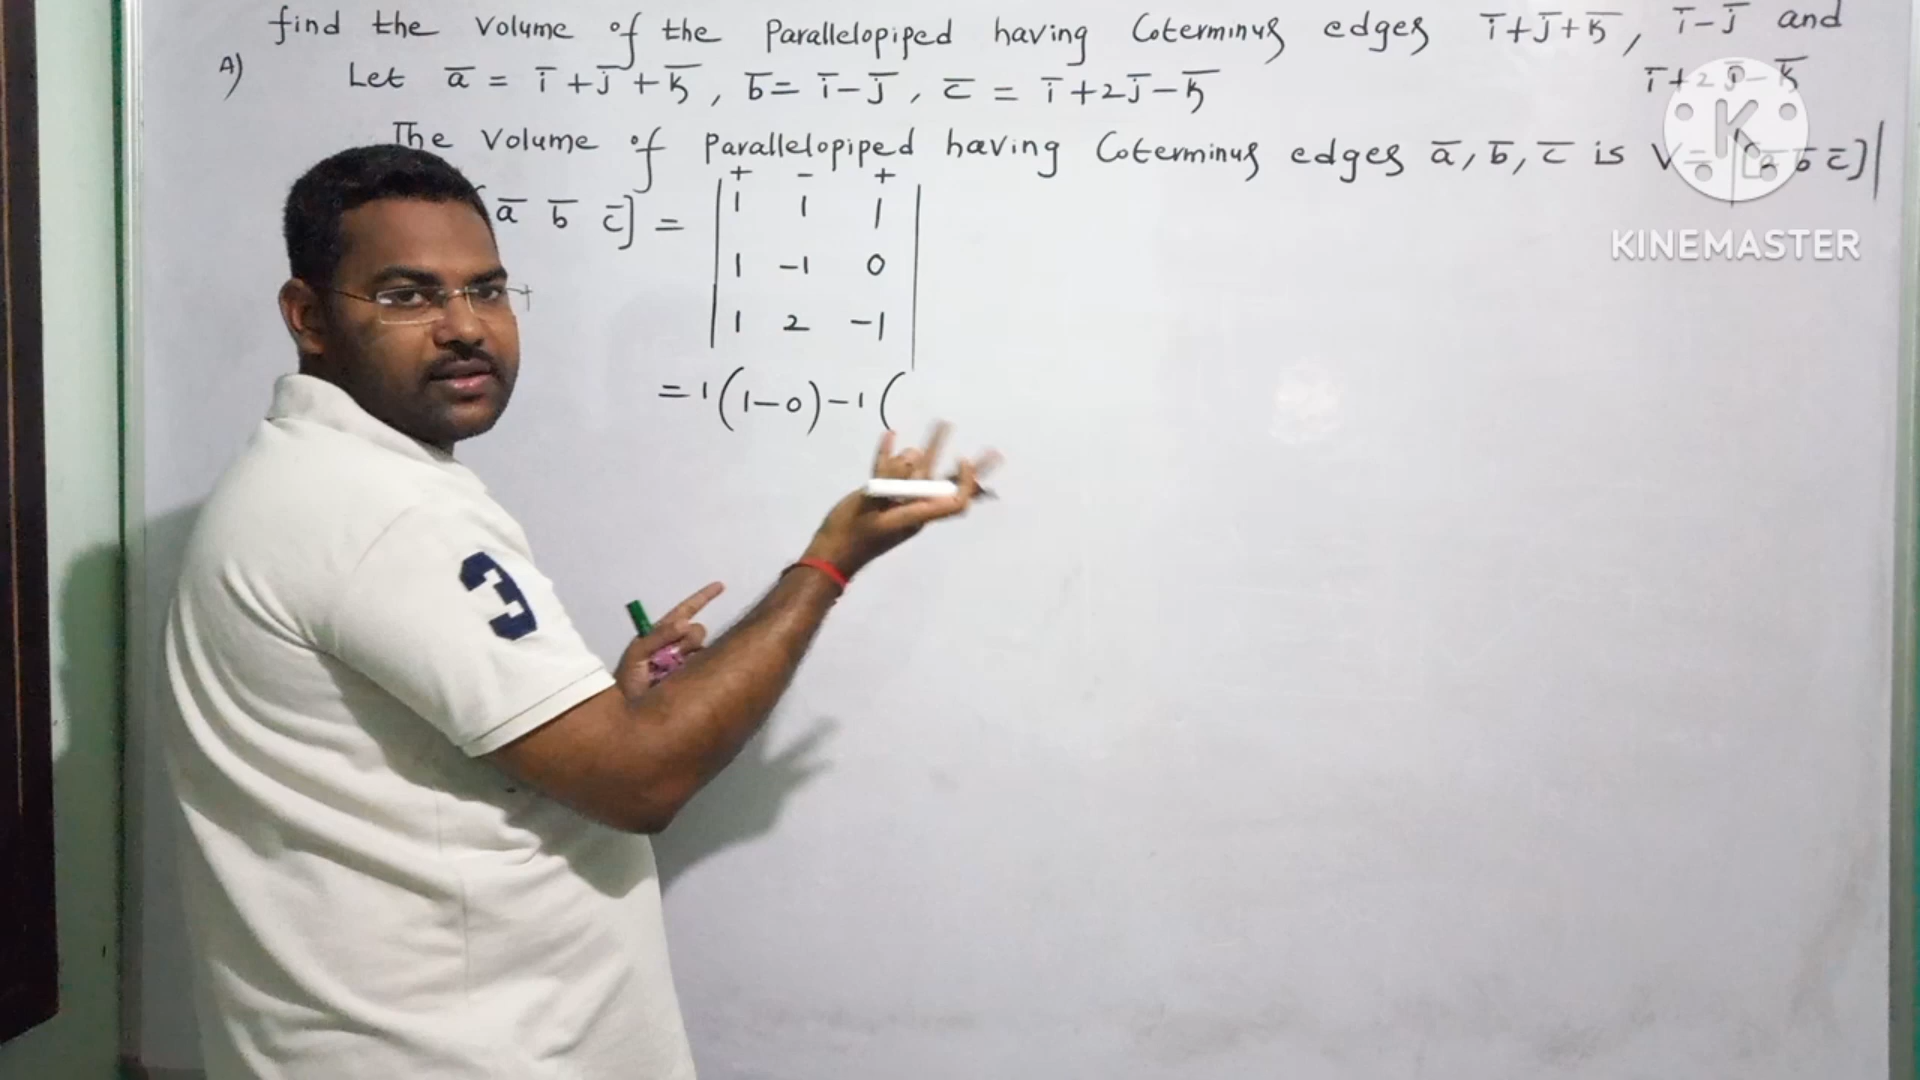 find the Volume of the Parallelopiped having Coterminus edges i̅+j̅+k̅, i̅-j̅ and
i̅+2j̅-k̅
A) Let a̅ = i̅+j̅+k̅, b̅= i̅-j̅, c̅ = i̅+2j̅-k̅
The Volume of Parallelopiped having Coterminus edges a̅, b̅, c̅ is V= |[a̅ b̅ c̅]|
+ - +
[a̅ b̅ c̅] = | 1 1 1 |
| 1 -1 0 |
| 1 2 -1 |
= 1(1-0)-1(
K
KINEMASTER
3